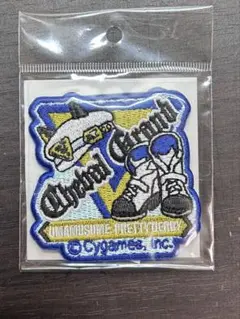 Cheval Grand
UMAMUSUME PRETTY DERBY
© Cygames, Inc.